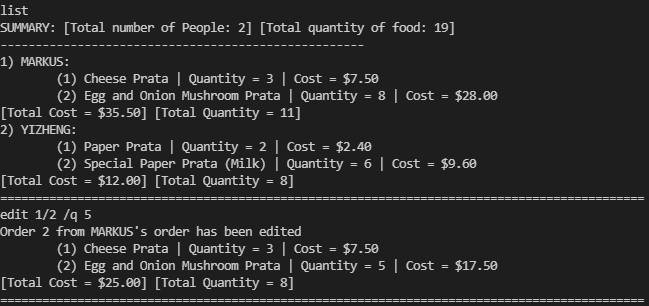 list
SUMMARY: [Total number of People: 2] [Total quantity of food: 19]
----------------------------------------------------
1) MARKUS:
(1) Cheese Prata | Quantity = 3 | Cost = $7.50
(2) Egg and Onion Mushroom Prata | Quantity = 8 | Cost = $28.00
[Total Cost = $35.50] [Total Quantity = 11]
2) YIZHENG:
(1) Paper Prata | Quantity = 2 | Cost = $2.40
(2) Special Paper Prata (Milk) | Quantity = 6 | Cost = $9.60
[Total Cost = $12.00] [Total Quantity = 8]
============================================================================================
edit 1/2 /q 5
Order 2 from MARKUS's order has been edited
(1) Cheese Prata | Quantity = 3 | Cost = $7.50
(2) Egg and Onion Mushroom Prata | Quantity = 5 | Cost = $17.50
[Total Cost = $25.00] [Total Quantity = 8]
============================================================================================